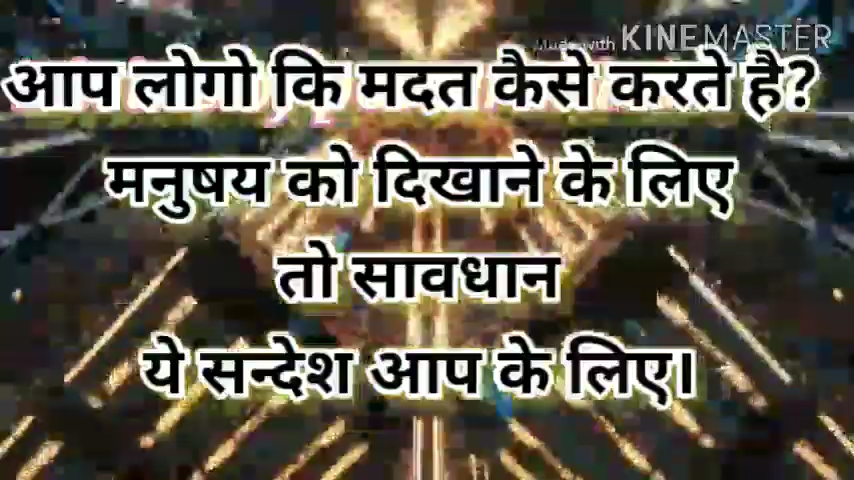 Made with KINEMASTER
आप लोगो कि मदत कैसे करते है?
मनुषय को दिखाने के लिए
तो सावधान
ये सन्देश आप के लिए।